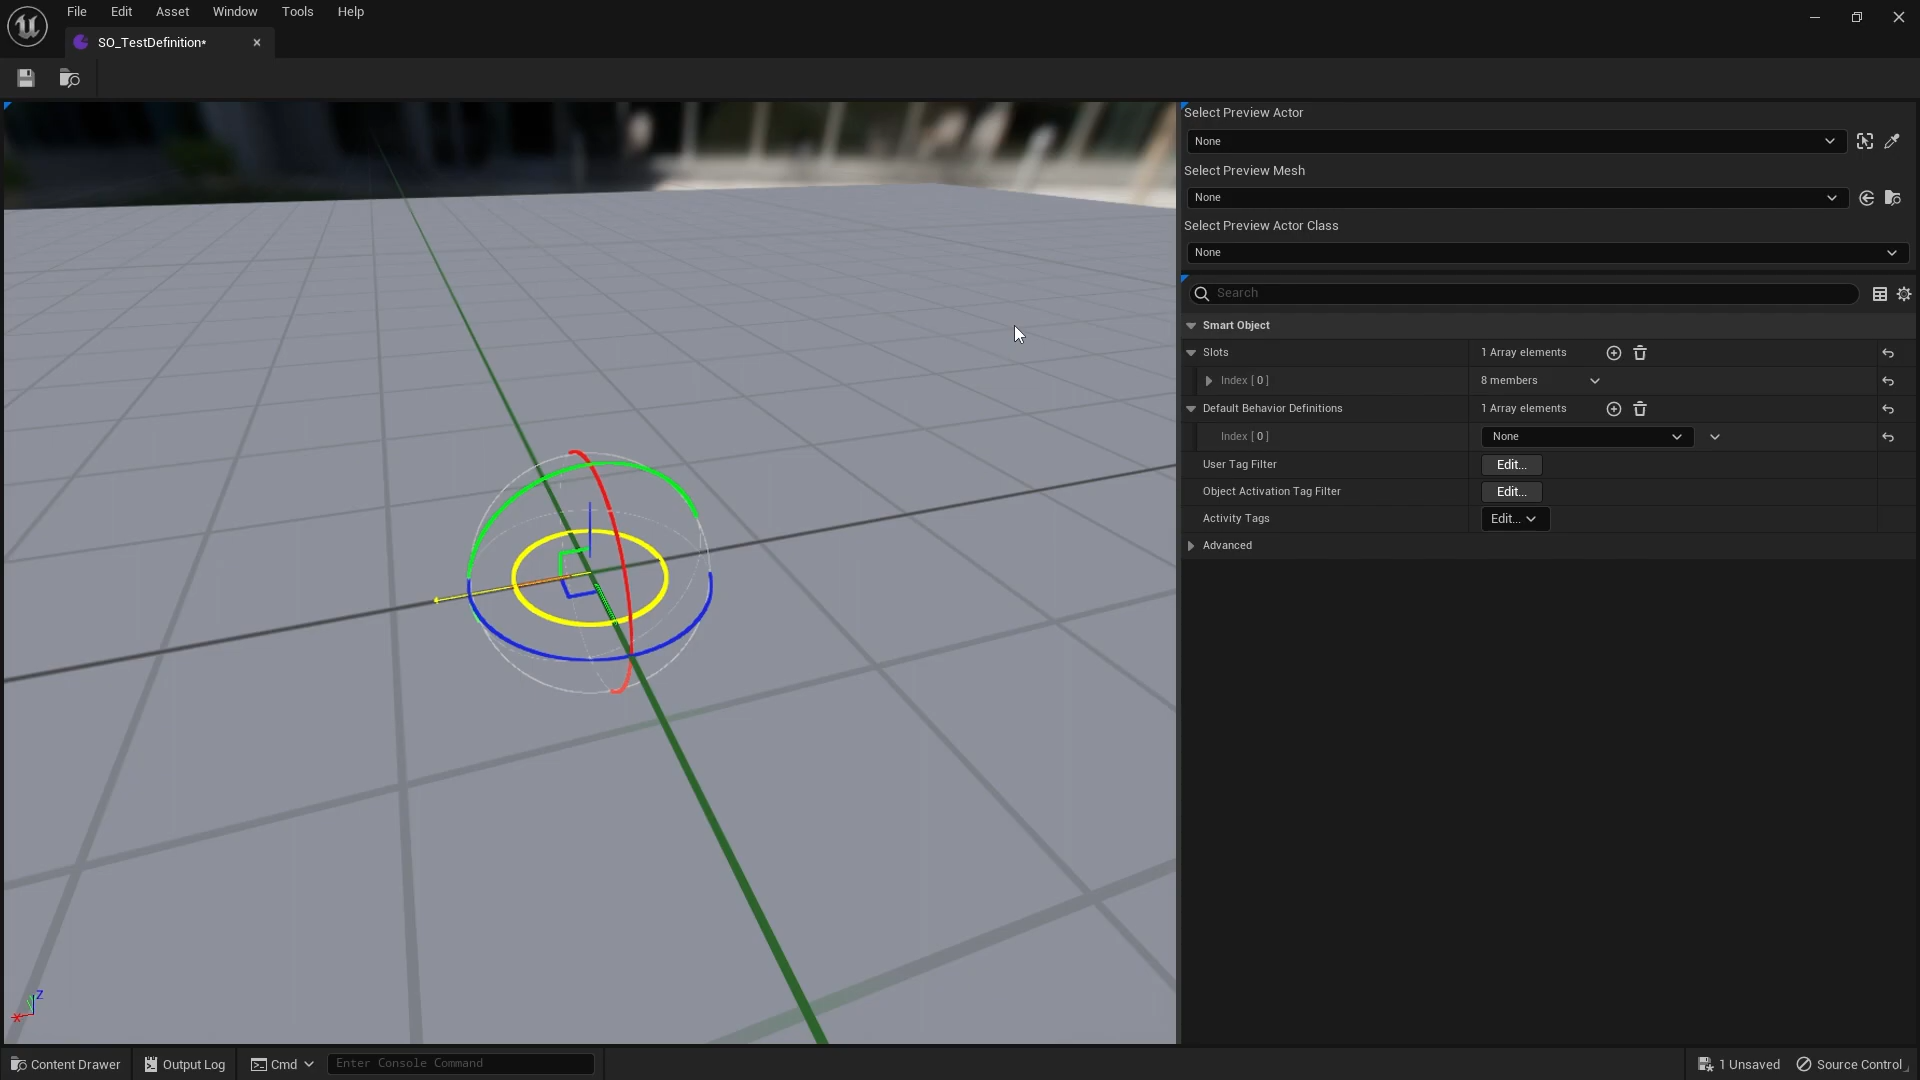 File Edit Asset Window Tools Help
SO_TestDefinition*
Select Preview Actor
None
Select Preview Mesh
None
Select Preview Actor Class
None
Search
Smart Object
Slots 1 Array elements
Index [ 0 ] 8 members
Default Behavior Definitions 1 Array elements
Index [ 0 ] None
User Tag Filter Edit...
Object Activation Tag Filter Edit...
Activity Tags Edit...
Advanced
Z
X
Content Drawer Output Log Cmd Enter Console Command 1 Unsaved Source Control